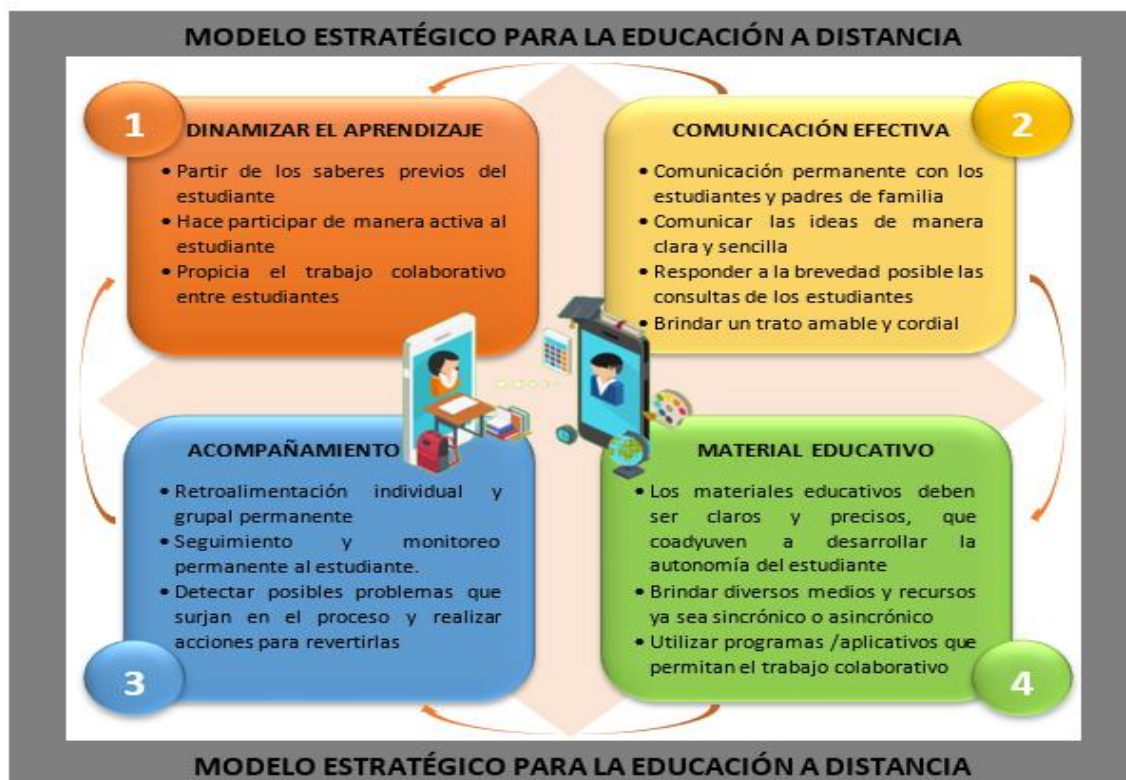 MODELO ESTRATÉGICO PARA LA EDUCACIÓN A DISTANCIA
1
DINAMIZAR EL APRENDIZAJE
• Partir de los saberes previos del
estudiante
• Hace participar de manera activa al
estudiante
• Propicia el trabajo colaborativo
entre estudiantes
2
COMUNICACIÓN EFECTIVA
• Comunicación permanente con los
estudiantes y padres de familia
• Comunicar las ideas de manera
clara y sencilla
• Responder a la brevedad posible las
consultas de los estudiantes
• Brindar un trato amable y cordial
ACOMPAÑAMIENTO
• Retroalimentación individual y
grupal permanente
• Seguimiento y monitoreo
permanente al estudiante.
• Detectar posibles problemas que
surjan en el proceso y realizar
acciones para revertirlas
3
MATERIAL EDUCATIVO
• Los materiales educativos deben
ser claros y precisos, que
coadyuven a desarrollar la
autonomía del estudiante
• Brindar diversos medios y recursos
ya sea sincrónico o asincrónico
• Utilizar programas /aplicativos que
permitan el trabajo colaborativo
4
MODELO ESTRATÉGICO PARA LA EDUCACIÓN A DISTANCIA